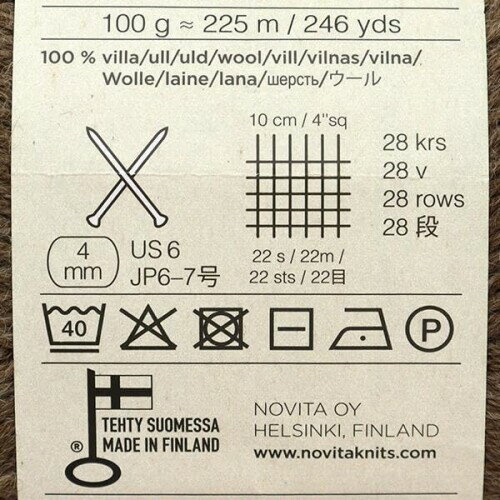 100 g ≈ 225 m / 246 yds
100 % villa/ull/uld/wool/vill/vilnas/vilna/
Wolle/laine/lana/шерсть/ウール
10 cm / 4"sq
28 krs
28 v
28 rows
28 段
4
mm
US 6
JP6–7号
22 s / 22m /
22 sts / 22目
40
P
® TEHTY SUOMESSA
MADE IN FINLAND
NOVITA OY
HELSINKI, FINLAND
www.novitaknits.com